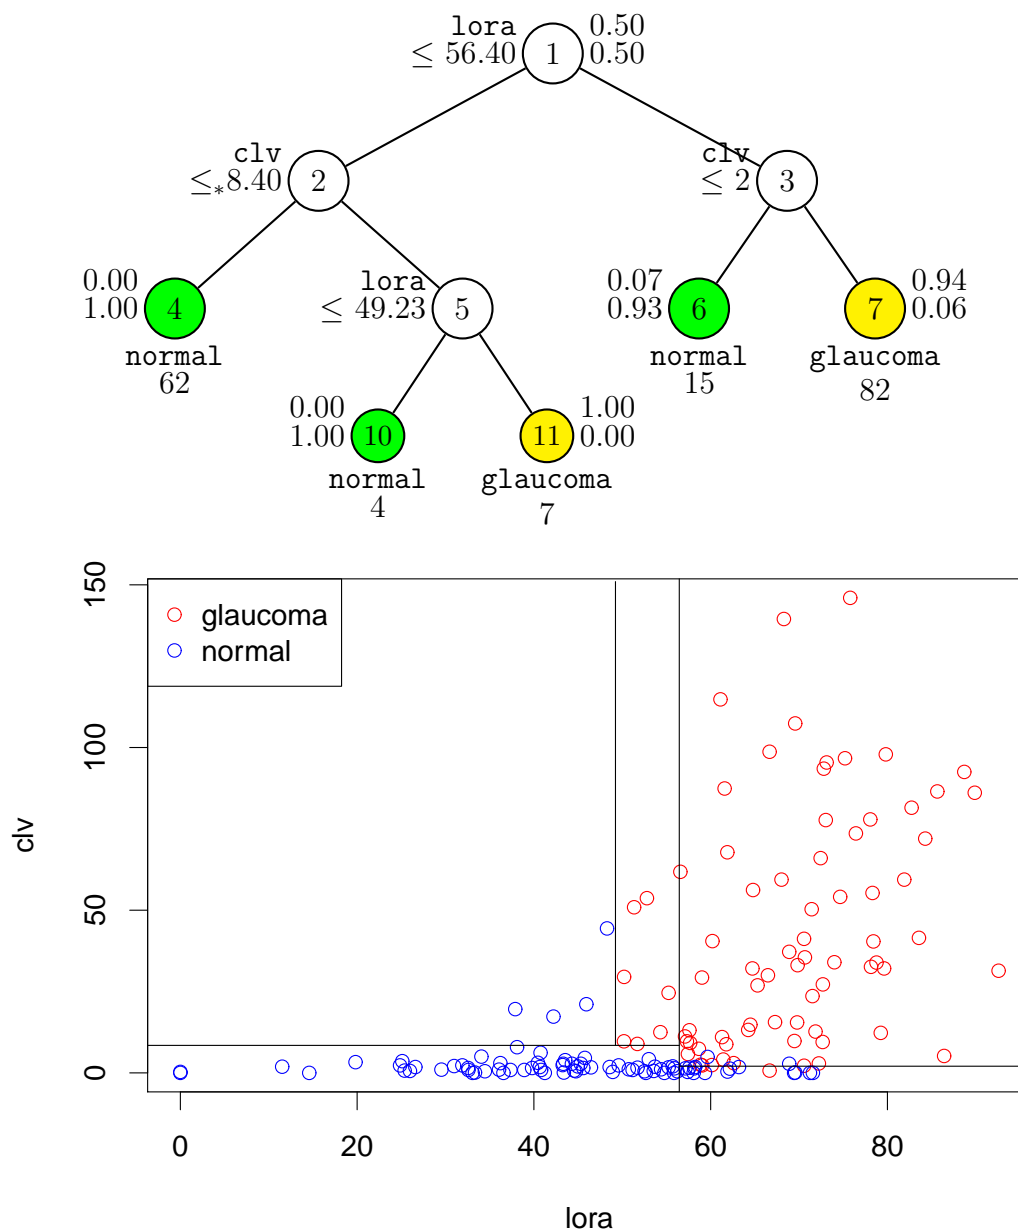 lora 0.50
≤ 56.40 1 0.50
clv clv
≤*8.40 2 ≤ 2 3
0.00 lora 0.07 0.94
1.00 4 ≤ 49.23 5 0.93 6 7 0.06
normal normal glaucoma
62 15 82
0.00 1.00
1.00 10 11 0.00
normal glaucoma
4 7
150
glaucoma
normal
100
clv
50
0
0 20 40 60 80
lora